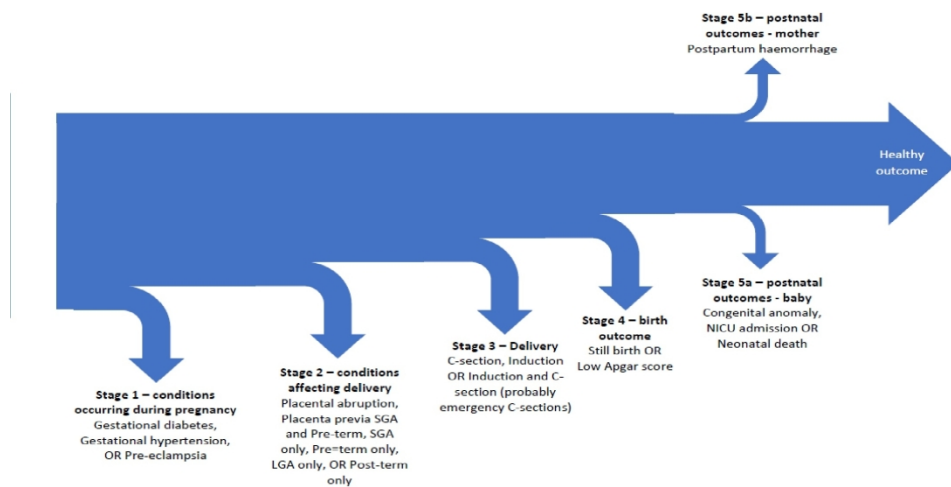 Stage 5b – postnatal
outcomes - mother
Postpartum haemorrhage
Healthy
outcome
Stage 5a – postnatal
outcomes - baby
Congenital anomaly,
NICU admission OR
Neonatal death
Stage 4 – birth
outcome
Still birth OR
Low Apgar score
Stage 3 – Delivery
C-section, Induction
OR Induction and C-
section (probably
emergency C-sections)
Stage 2 – conditions
affecting delivery
Placental abruption,
Placenta previa SGA
and Pre-term, SGA
only, Pre=term only,
LGA only, OR Post-term
only
Stage 1 – conditions
occurring during pregnancy
Gestational diabetes,
Gestational hypertension,
OR Pre-eclampsia